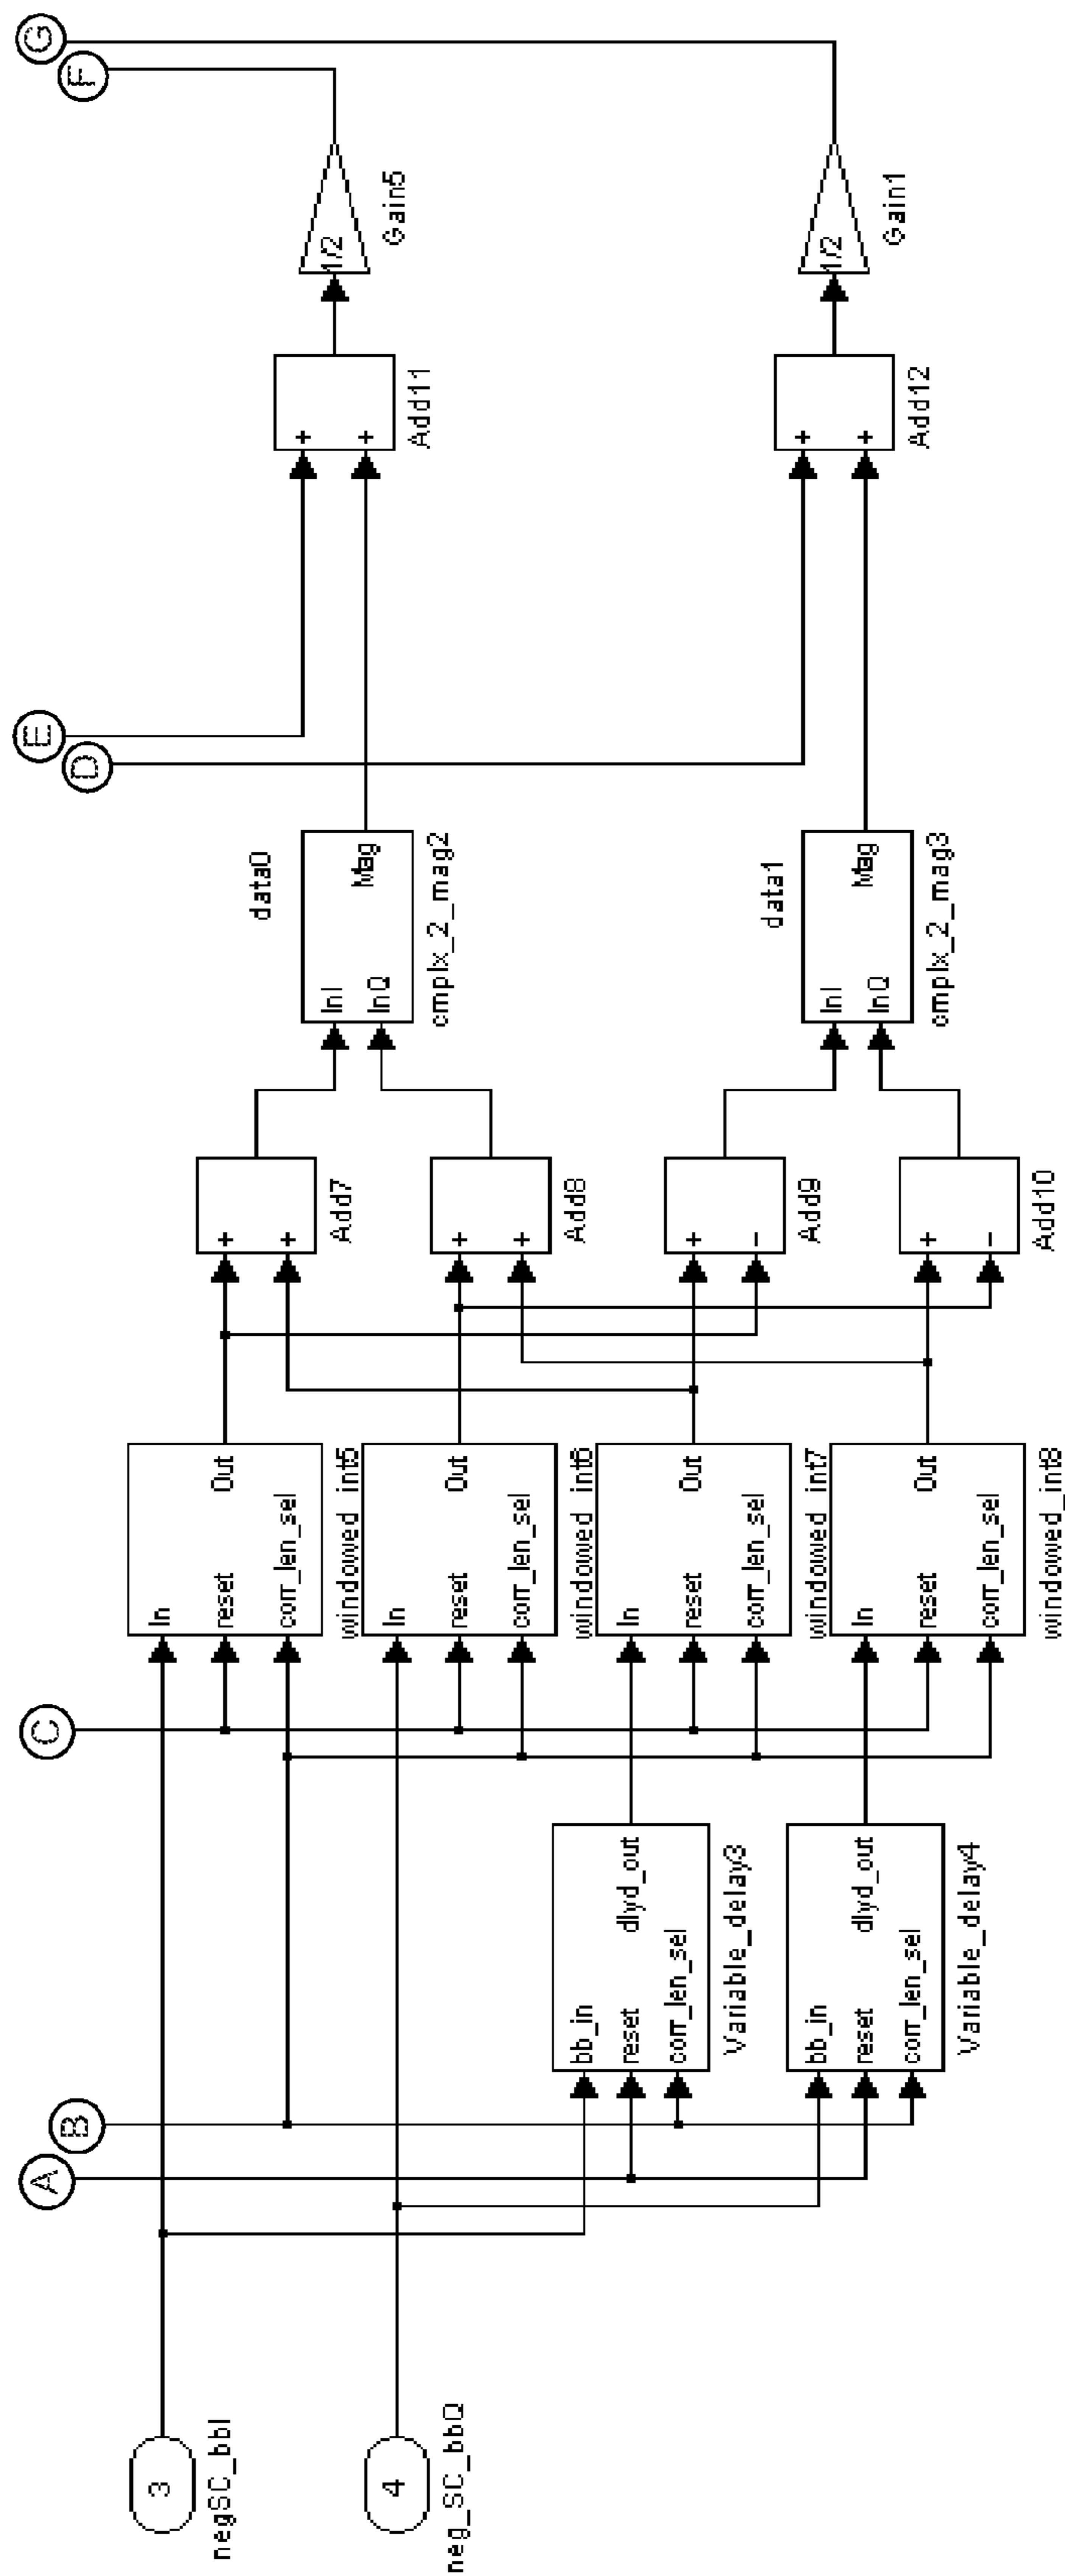 3
negSC_bbI
4
neg_SC_bbQ
A
B
bb_in
reset
corr_len_sel
dlyd_out
Variable_delay3
bb_in
reset
corr_len_sel
dlyd_out
Variable_delay4
C
In
reset
corr_len_sel
Out
windowed_int5
In
reset
corr_len_sel
Out
windowed_int6
In
reset
corr_len_sel
Out
windowed_int7
In
reset
corr_len_sel
Out
windowed_int8
+
+
Add7
+
+
Add8
+
-
Add9
+
-
Add10
data0
InI
InQ
Mag
cmplx_2_mag2
data1
InI
InQ
Mag
cmplx_2_mag3
E
D
+
+
Add11
+
+
Add12
1/2
Gain5
1/2
Gain1
G
F